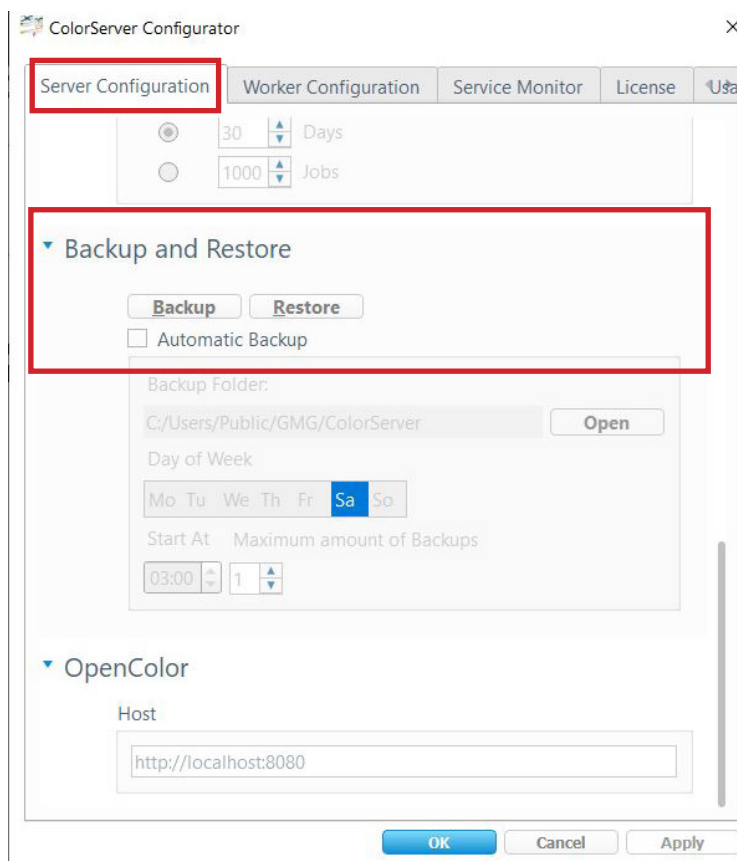 ColorServer Configurator
Server Configuration Worker Configuration Service Monitor License
30 Days
1000 Jobs
Backup and Restore
Backup Restore
Automatic Backup
Backup Folder:
C:/Users/Public/GMG/ColorServer Open
Day of Week
Mo Tu We Th Fr Sa So
Start At Maximum amount of Backups
03:00 1
OpenColor
Host
http://localhost:8080
OK Cancel Apply